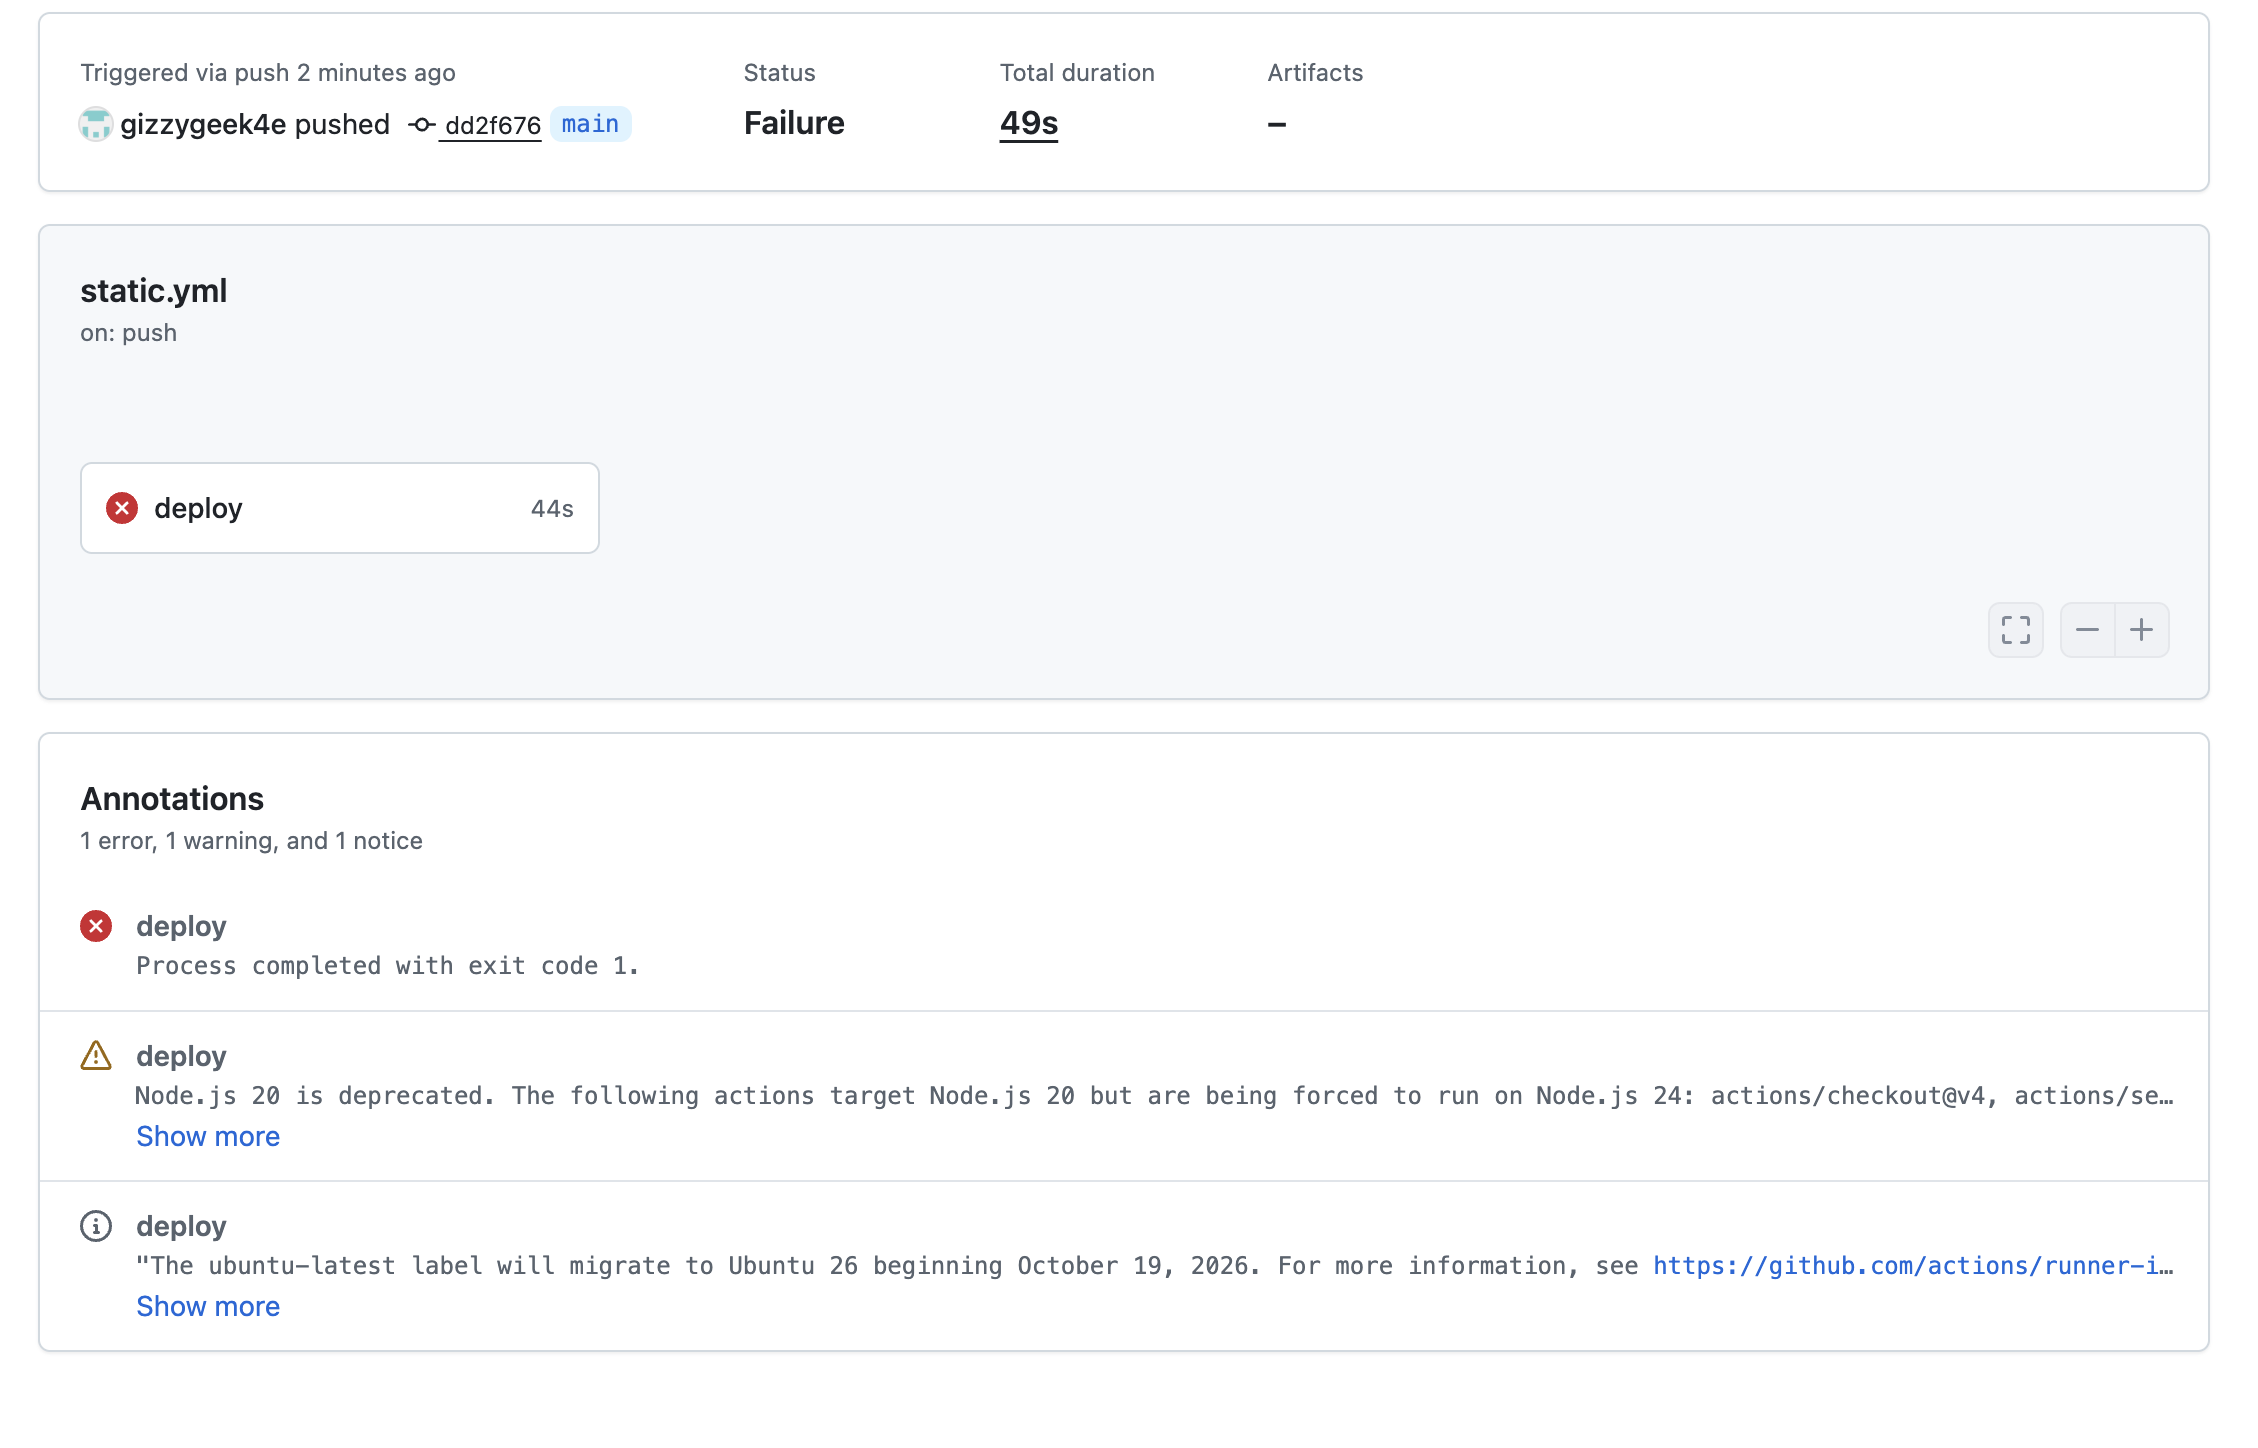 Triggered via push 2 minutes ago
gizzygeek4e pushed dd2f676 main
Status
Failure
Total duration
49s
Artifacts
–
static.yml
on: push
deploy 44s
Annotations
1 error, 1 warning, and 1 notice
deploy
Process completed with exit code 1.
deploy
Node.js 20 is deprecated. The following actions target Node.js 20 but are being forced to run on Node.js 24: actions/checkout@v4, actions/se…
Show more
deploy
"The ubuntu-latest label will migrate to Ubuntu 26 beginning October 19, 2026. For more information, see https://github.com/actions/runner-i…
Show more